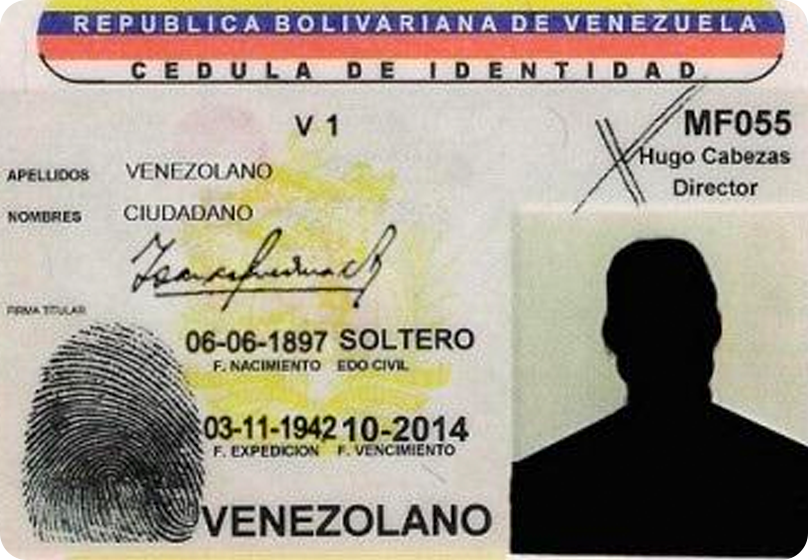 REPUBLICA BOLIVARIANA DE VENEZUELA
CEDULA DE IDENTIDAD
V 1
MF055
Hugo Cabezas
Director
APELLIDOS VENEZOLANO
NOMBRES CIUDADANO
FIRMA TITULAR
06-06-1897 SOLTERO
F. NACIMIENTO EDO CIVIL
03-11-1942 10-2014
F. EXPEDICION F. VENCIMIENTO
VENEZOLANO